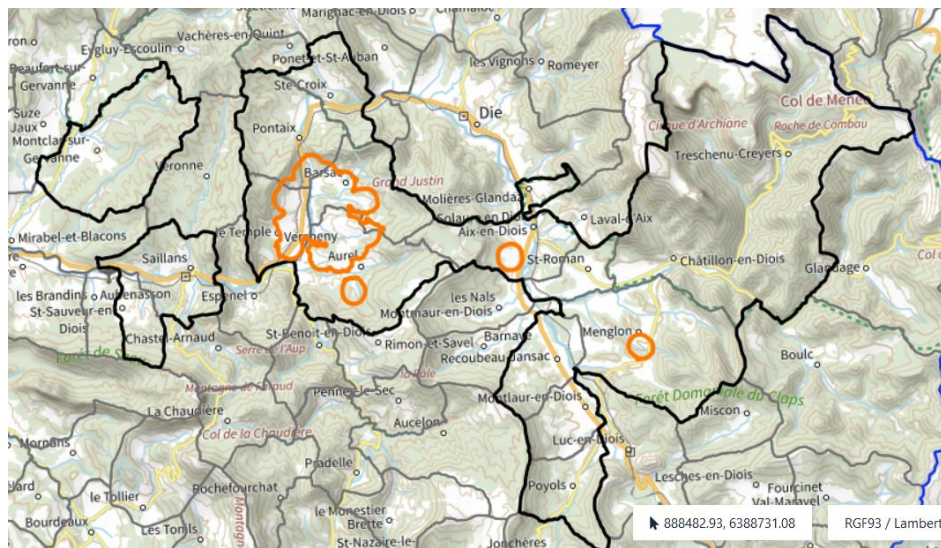 Marignac-en-Diois
Vachères-en-Quint
Eygluy-Escoulin
Ponet-et-St-Auban
les Vignons
Romeyer
Beaufort-sur-
Gervanne
Ste-Croix
Suze
Die
Col de Mene
Jaux
Pontaix
Cirque d'Archiane
Roche de Combau
Montclar-sur-
Gervanne
Treschenu-Creyers
Véronne
Barsac
Grand Justin
Molières-Glandaz
Solaure en Diois
Laval-d'Aix
Mirabel-et-Blacons
le Temple
Vercheny
Aix-en-Diois
Saillans
Aurel
St-Roman
Châtillon-en-Diois
Glandage
Col
les Brandins
Aubenasson
Espenel
les Nals
St-Sauveur-en-
Diois
Montmaur-en-Diois
Chastel-Arnaud
St-Benoit-en-Diois
Rimon-et-Savel
Barnave
Menglon
Serre de l'Aup
Recoubeau-Jansac
Boulc
la Pâle
Pennes-le-Sec
Montlaur-en-Diois
Forêt Domaniale du Claps
La Chaudière
Miscon
Aucelon
Col de la Chaudière
Mornans
Luc-en-Diois
Pradelle
Lesches-en-Diois
Rochefourchat
Poyols
Fourcinet
le Tollier
Val-Maravel
le Monestier
Bourdeaux
Brette
Les Tonils
888482.93, 6388731.08
RGF93 / Lambert
St-Nazaire-le-
Jonchères